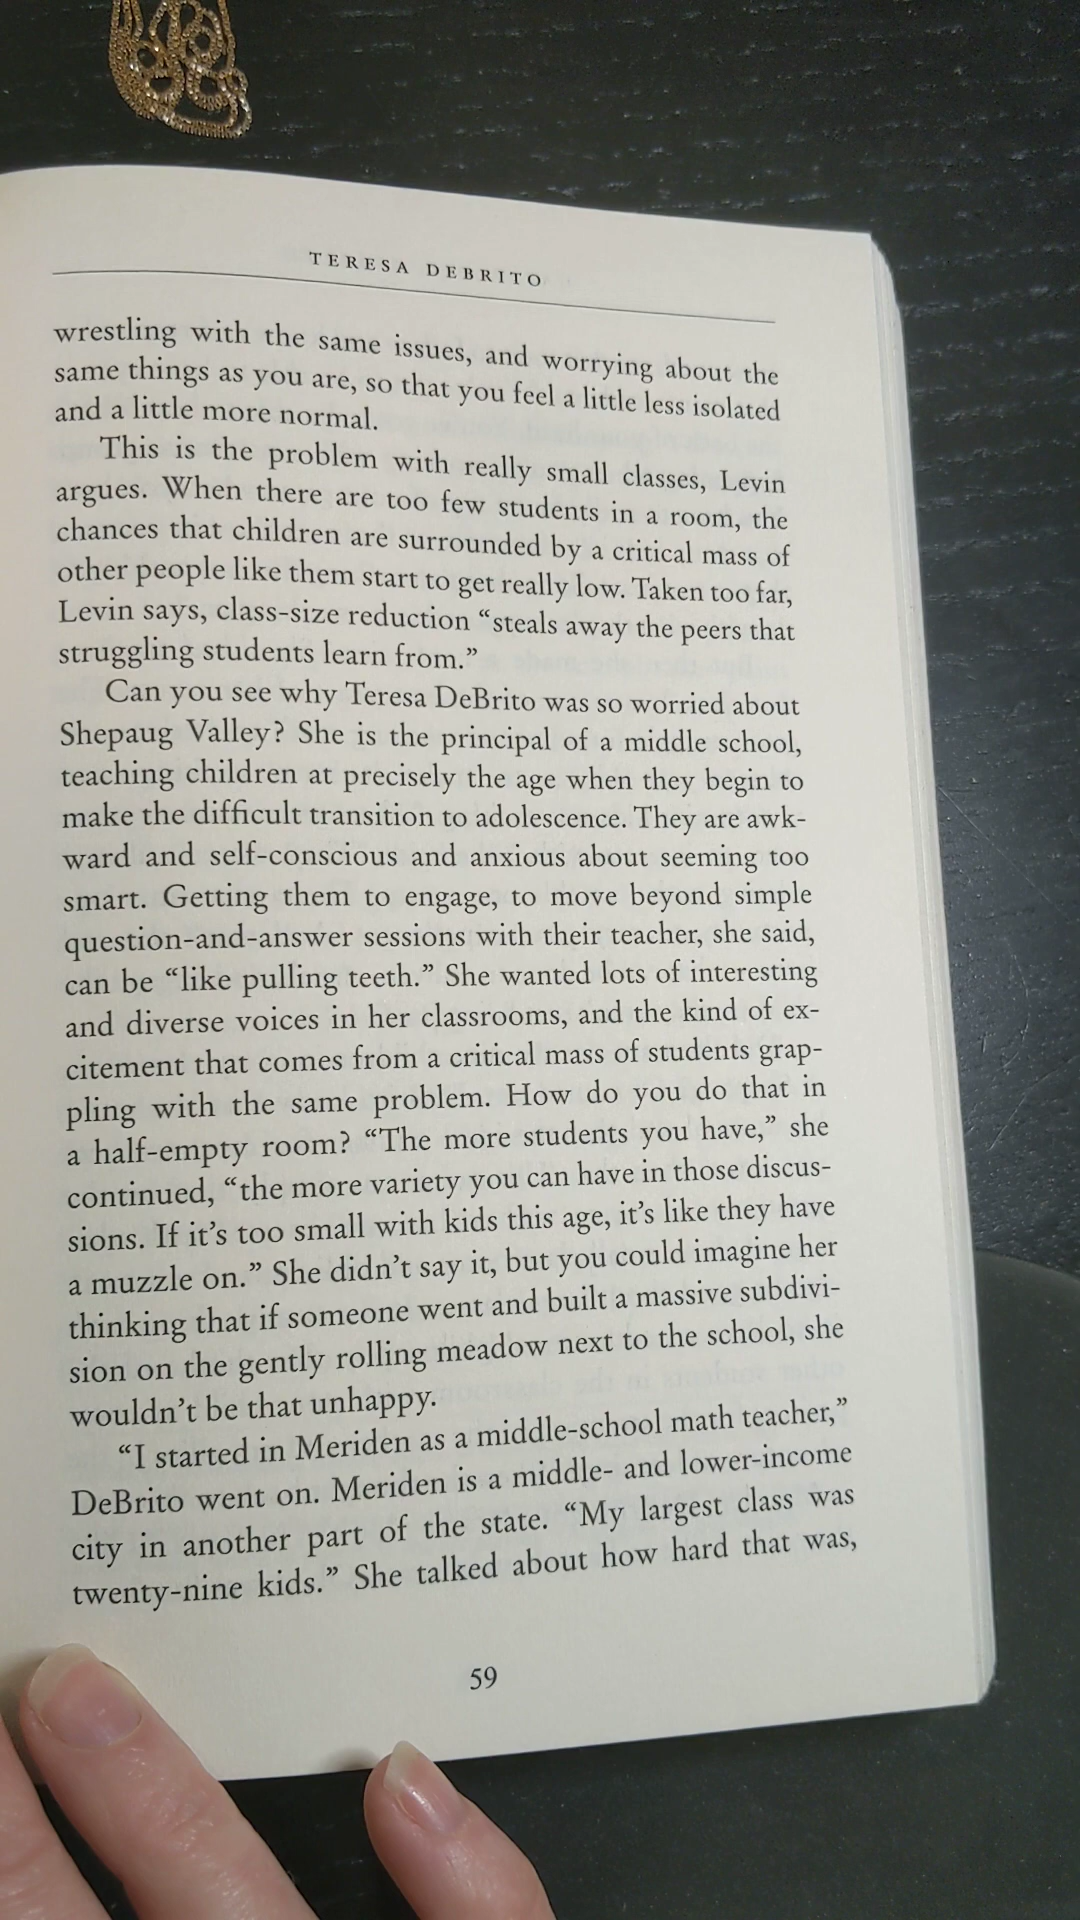 TERESA DEBRITO
wrestling with the same issues, and worrying about the
same things as you are, so that you feel a little less isolated
and a little more normal.
This is the problem with really small classes, Levin
argues. When there are too few students in a room, the
chances that children are surrounded by a critical mass of
other people like them start to get really low. Taken too far,
Levin says, class-size reduction “steals away the peers that
struggling students learn from.”
Can you see why Teresa DeBrito was so worried about
Shepaug Valley? She is the principal of a middle school,
teaching children at precisely the age when they begin to
make the difficult transition to adolescence. They are awk-
ward and self-conscious and anxious about seeming too
smart. Getting them to engage, to move beyond simple
question-and-answer sessions with their teacher, she said,
can be “like pulling teeth.” She wanted lots of interesting
and diverse voices in her classrooms, and the kind of ex-
citement that comes from a critical mass of students grap-
pling with the same problem. How do you do that in
a half-empty room? “The more students you have,” she
continued, “the more variety you can have in those discus-
sions. If it’s too small with kids this age, it’s like they have
a muzzle on.” She didn’t say it, but you could imagine her
thinking that if someone went and built a massive subdivi-
sion on the gently rolling meadow next to the school, she
wouldn’t be that unhappy.
“I started in Meriden as a middle-school math teacher,”
DeBrito went on. Meriden is a middle- and lower-income
city in another part of the state. “My largest class was
twenty-nine kids.” She talked about how hard that was,
59